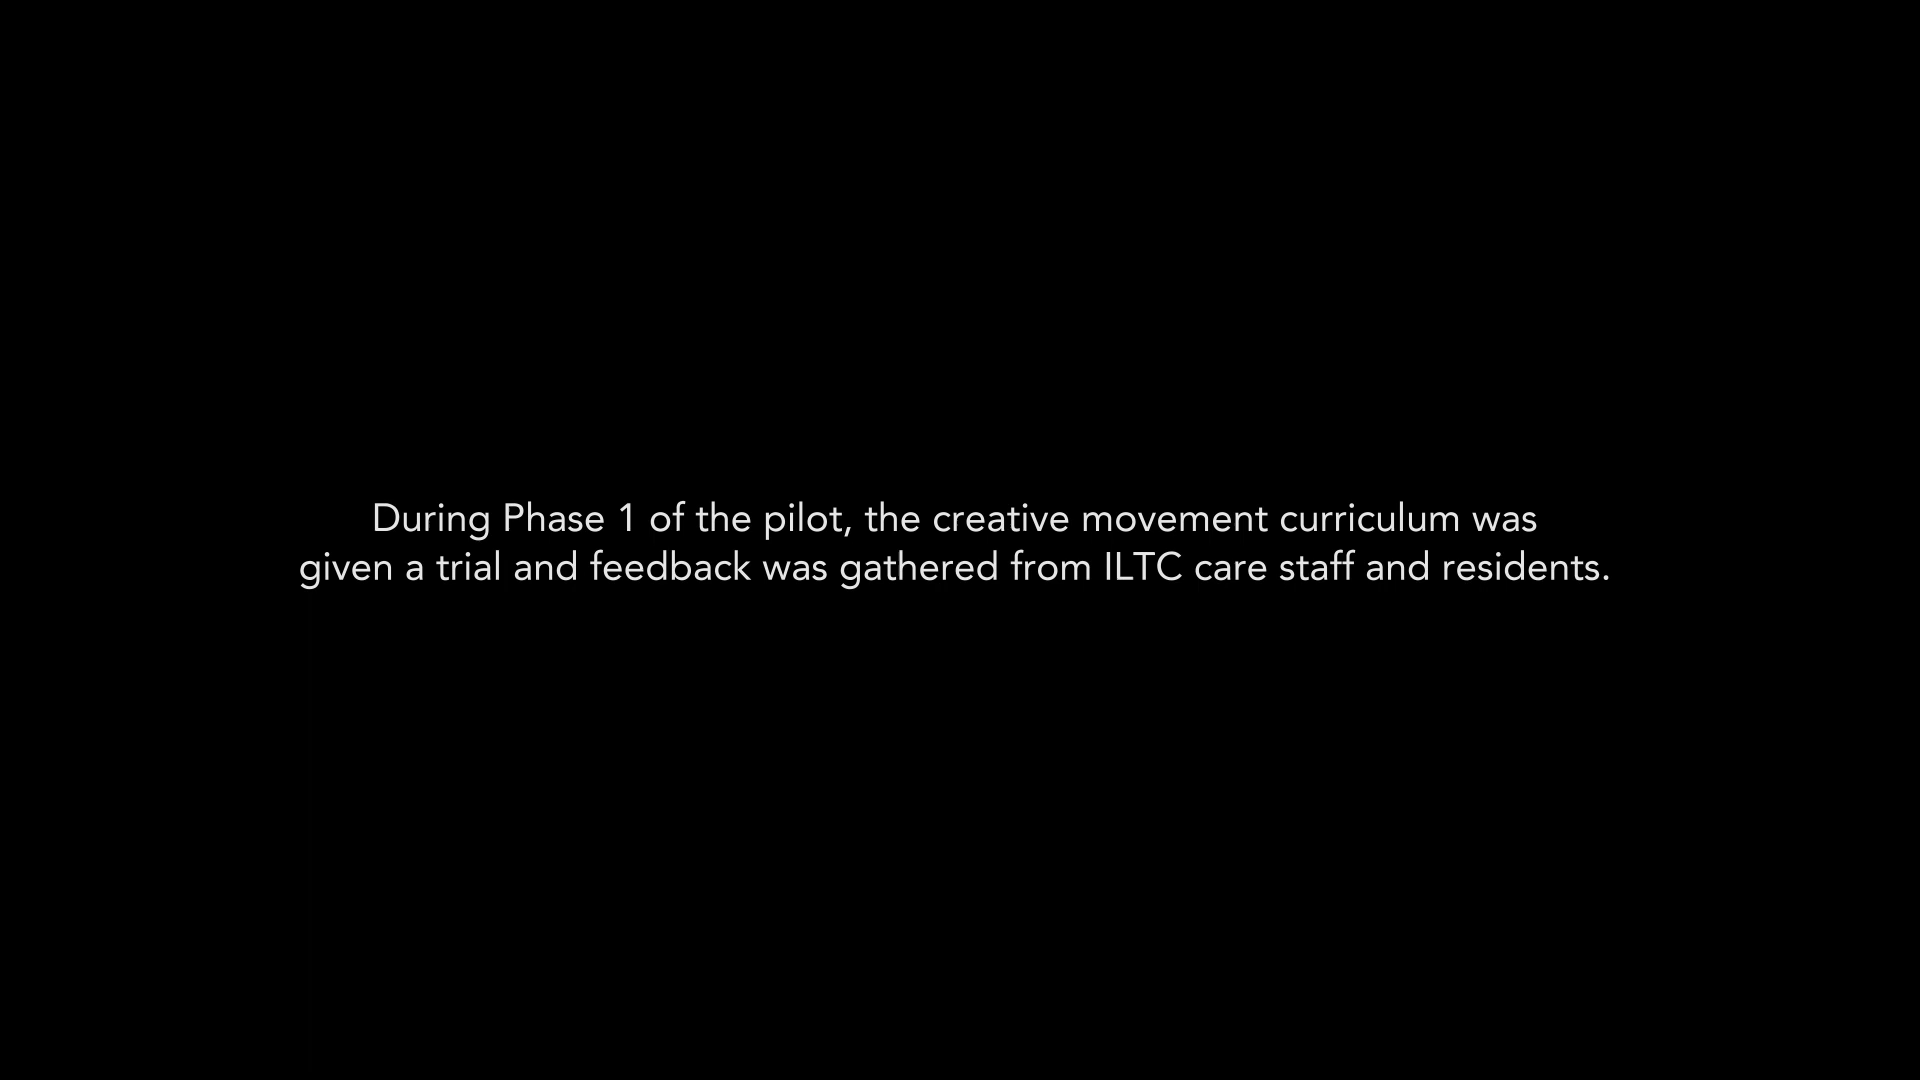 During Phase 1 of the pilot, the creative movement curriculum was
given a trial and feedback was gathered from ILTC care staff and residents.